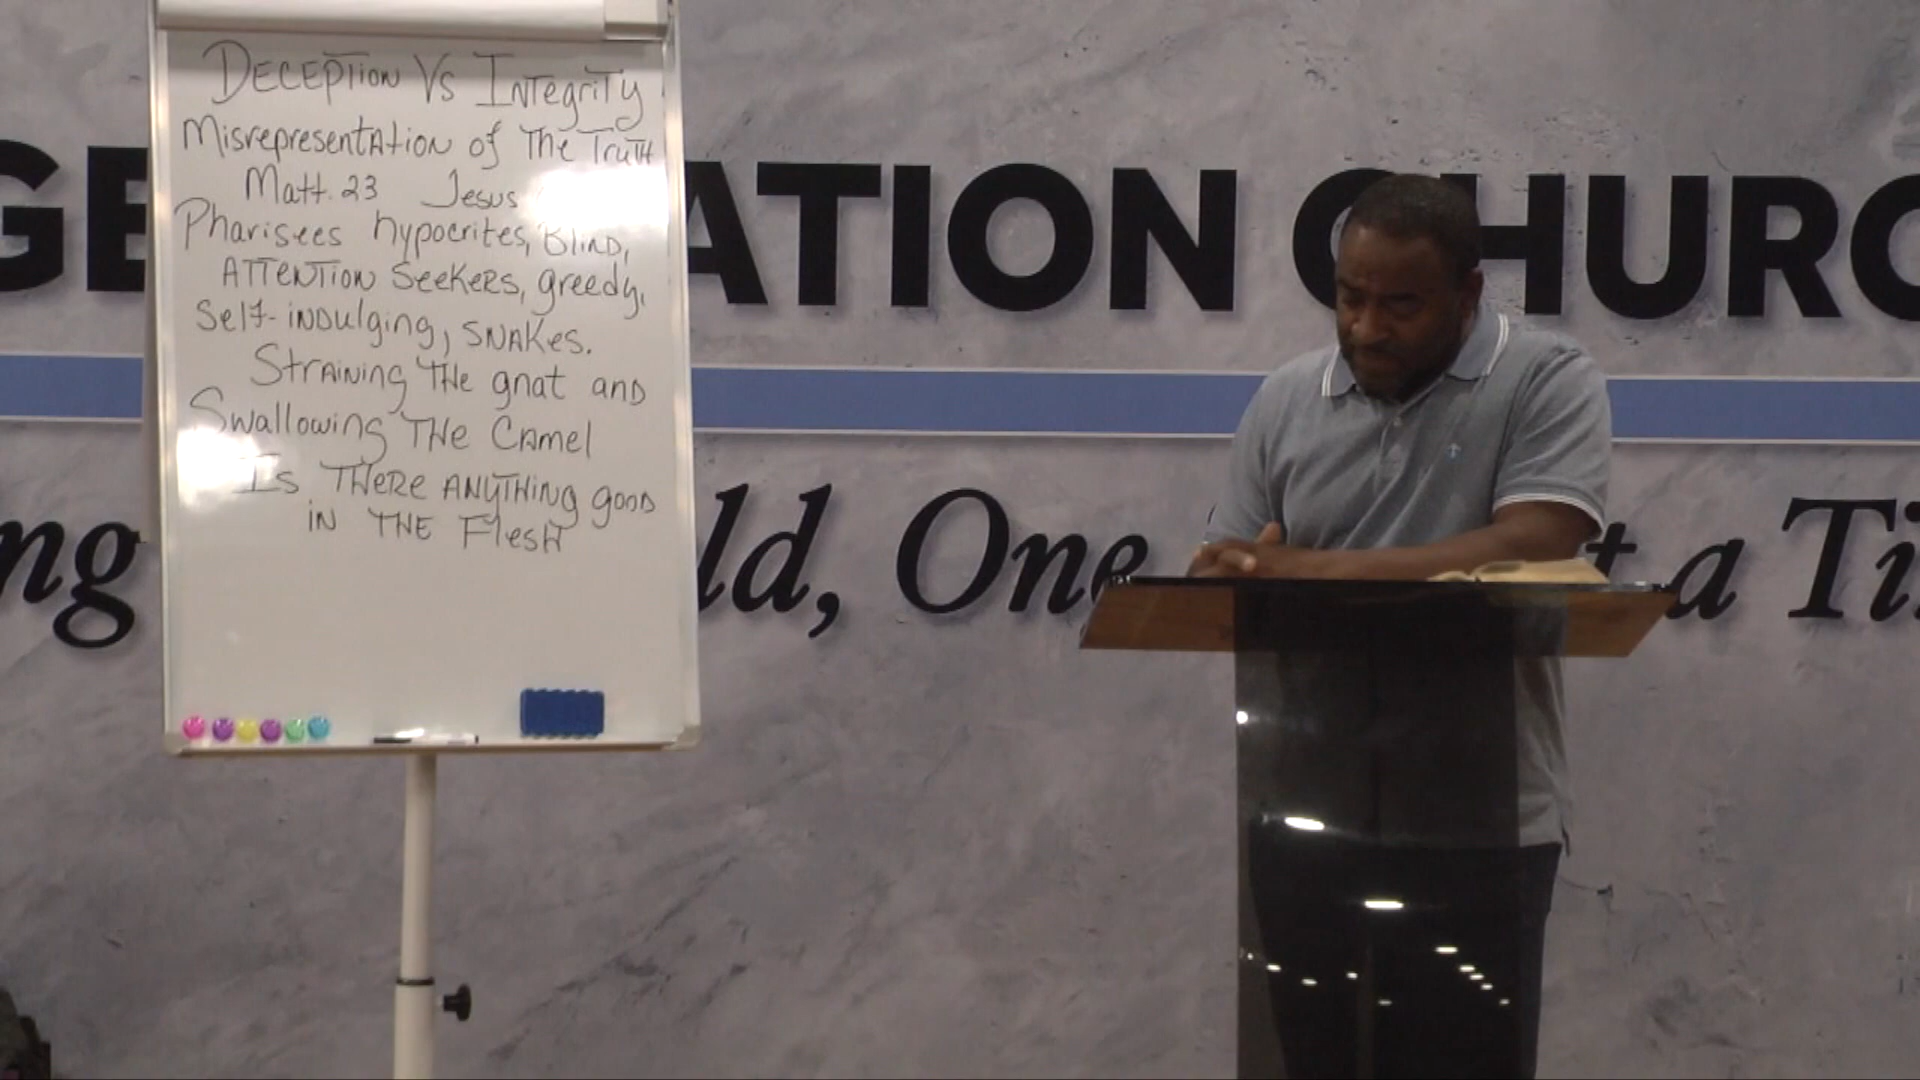 Deception Vs Integrity
Misrepresentation of The Truth
Matt. 23 Jesus
Pharisees hypocrites, Blind,
Attention Seekers, greedy,
Self-indulging, snakes.
Straining The gnat and
Swallowing The Camel
Is There Anything good
in The Flesh
GE ATION CHURC
ng ld, One t a Ti